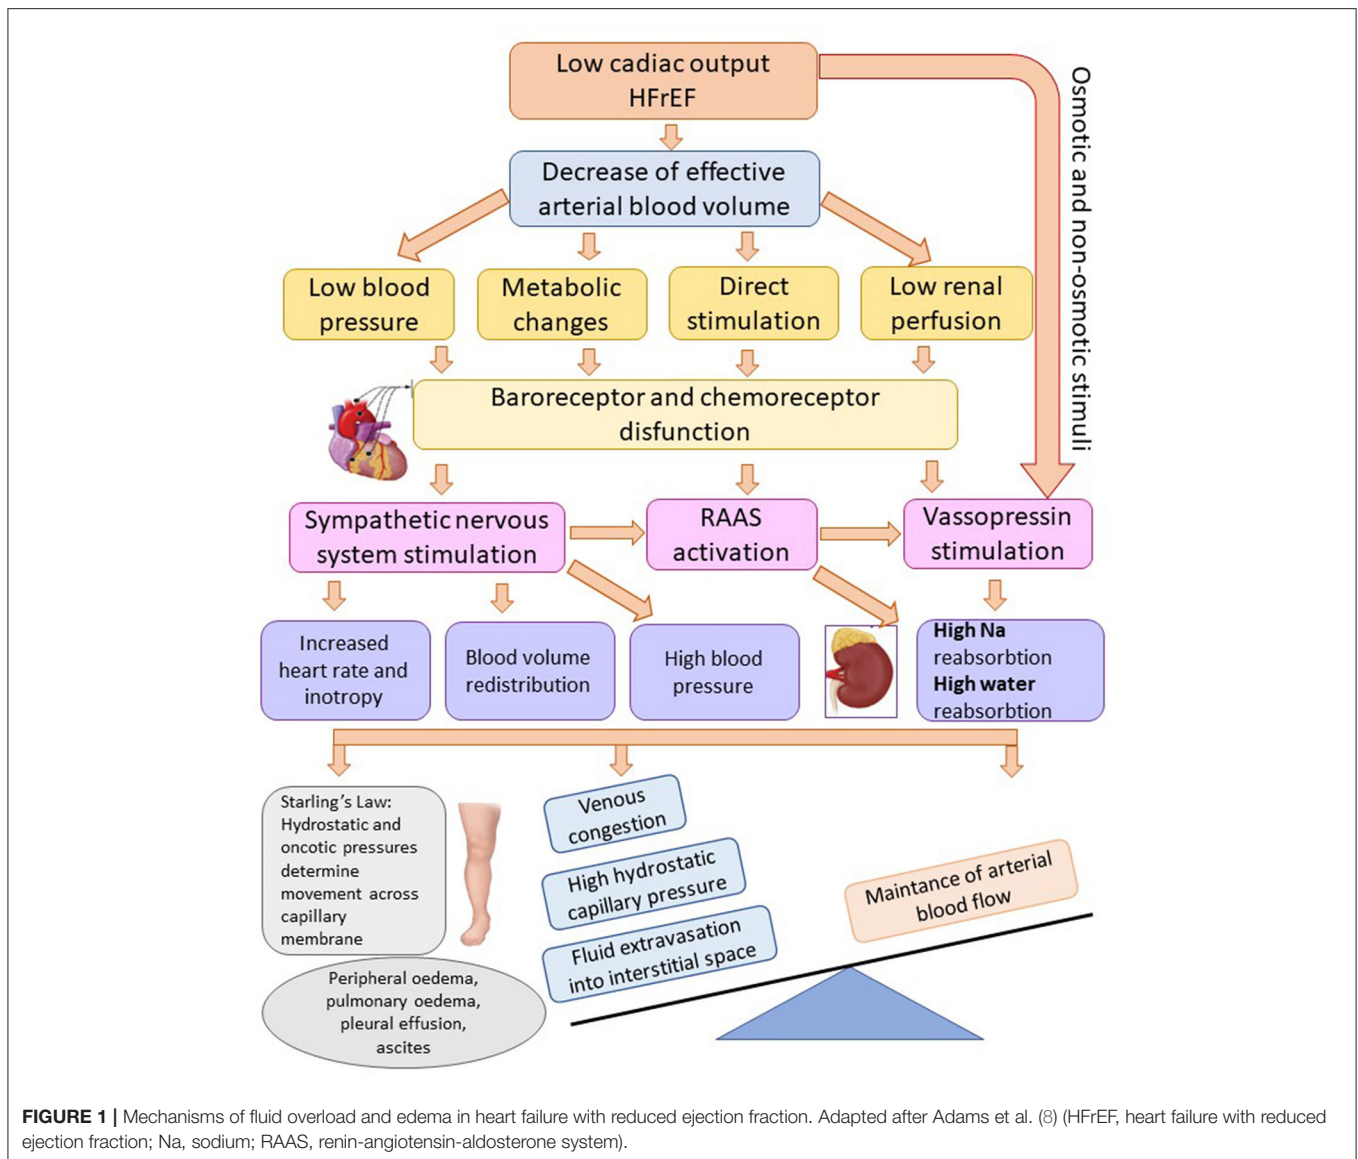 Low cadiac output
HFrEF
Osmotic and non-osmotic stimuli
Decrease of effective
arterial blood volume
Low blood
pressure
Metabolic
changes
Direct
stimulation
Low renal
perfusion
Baroreceptor and chemoreceptor
disfunction
Sympathetic nervous
system stimulation
RAAS
activation
Vassopressin
stimulation
Increased
heart rate and
inotropy
Blood volume
redistribution
High blood
pressure
High Na
reabsorbtion
High water
reabsorbtion
Starling's Law:
Hydrostatic and
oncotic pressures
determine
movement across
capillary
membrane
Peripheral oedema,
pulmonary oedema,
pleural effusion,
ascites
Venous
congestion
High hydrostatic
capillary pressure
Fluid extravasation
into interstitial space
Maintance of arterial
blood flow
FIGURE 1 | Mechanisms of fluid overload and edema in heart failure with reduced ejection fraction. Adapted after Adams et al. (8) (HFrEF, heart failure with reduced
ejection fraction; Na, sodium; RAAS, renin-angiotensin-aldosterone system).